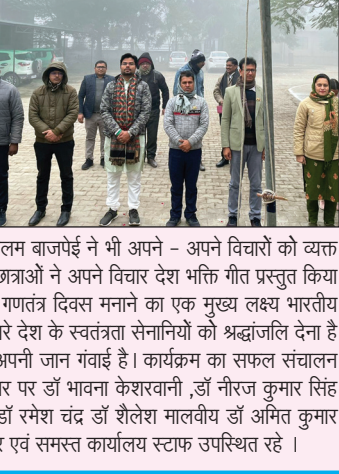 लम बाजपेई ने भी अपने - अपने विचारों को व्यक्त
छात्राओं ने अपने विचार देश भक्ति गीत प्रस्तुत किया
गणतंत्र दिवस मनाने का एक मुख्य लक्ष्य भारतीय
रे देश के स्वतंत्रता सेनानियों को श्रद्धांजलि देना है
अपनी जान गंवाई है। कार्यक्रम का सफल संचालन
र पर डॉ भावना केशरवानी ,डॉ नीरज कुमार सिंह
डॉ रमेश चंद्र डॉ शैलेश मालवीय डॉ अमित कुमार
र एवं समस्त कार्यालय स्टाफ उपस्थित रहे ।